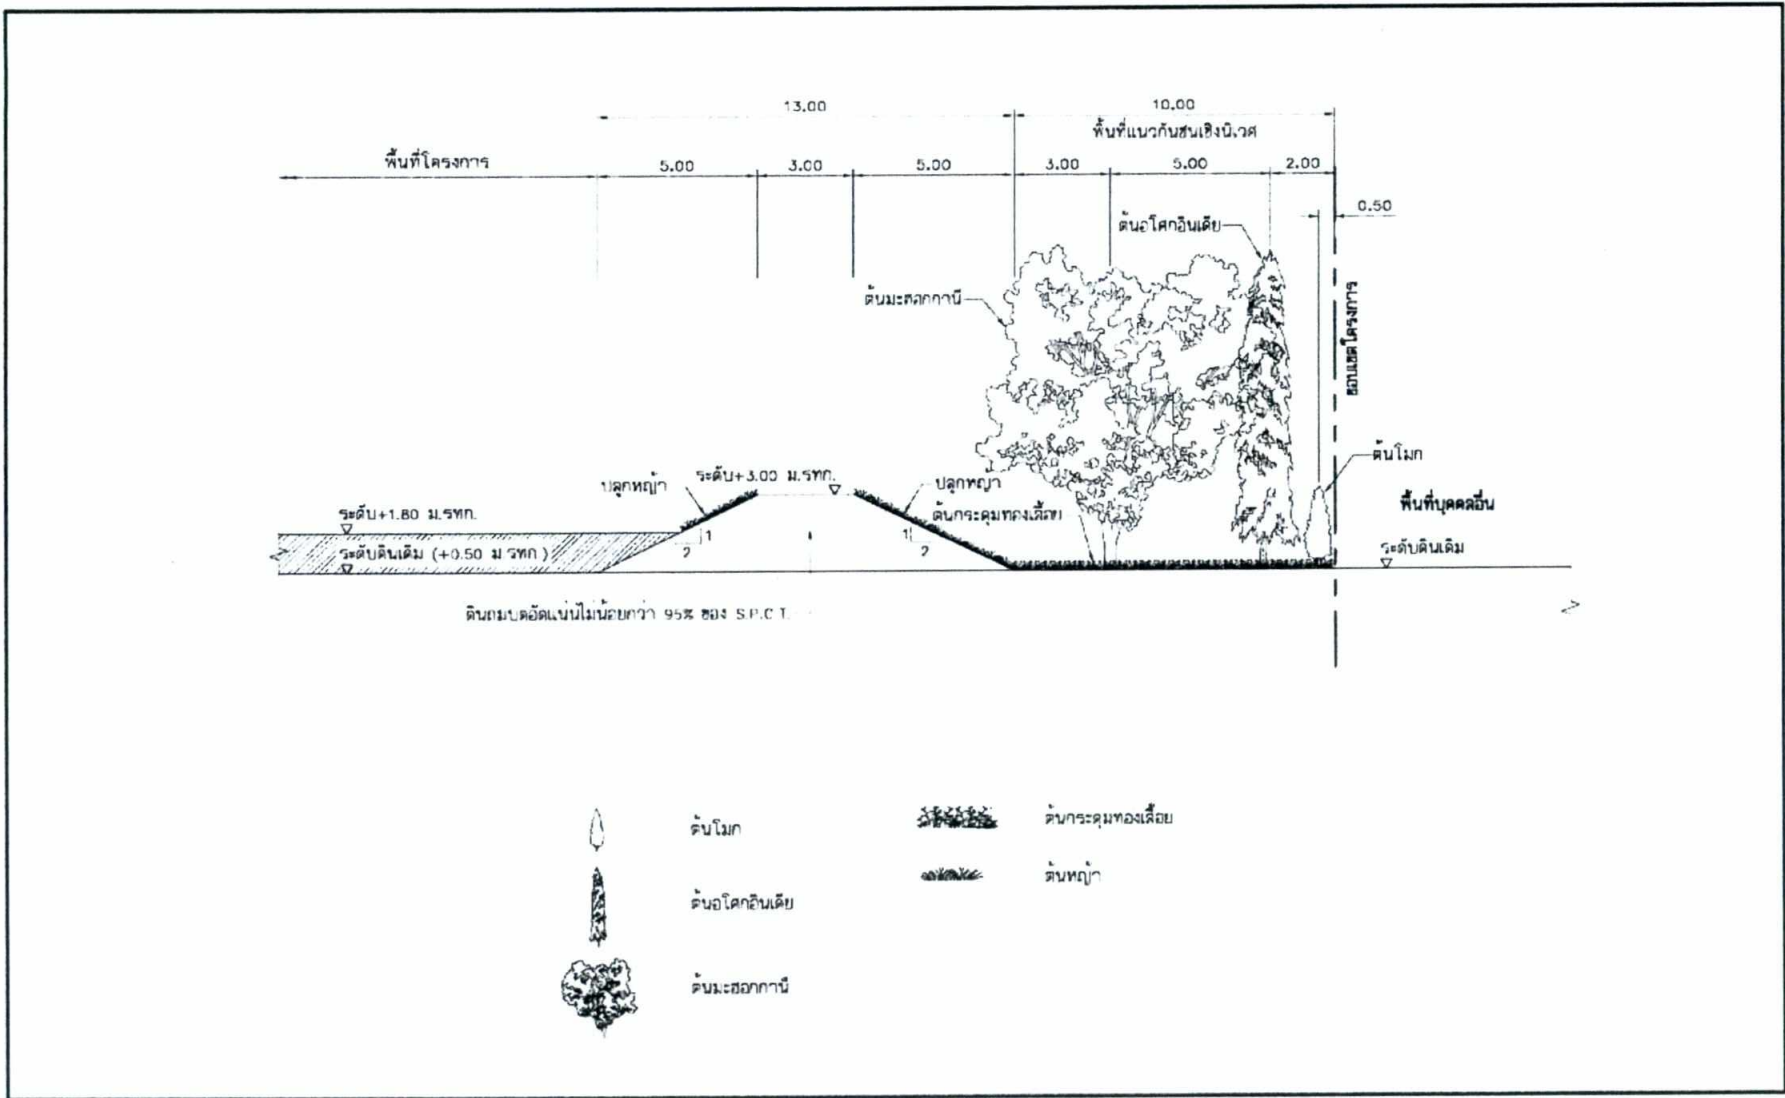 13.00
10.00
พื้นที่แนวกันชนเชิงนิเวศ
พื้นที่โครงการ
5.00
3.00
5.00
3.00
5.00
2.00
0.50
ต้นอโศกอินเดีย
ต้นมะฮอกกานี
ขอบเขตโครงการ
ต้นโมก
ปลูกหญ้า
ระดับ+3.00 ม.รทก.
ปลูกหญ้า
พื้นที่บุคคลอื่น
ระดับ+1.80 ม.รทก.
ต้นกระดุมทองเลื้อย
1
2
1
2
ระดับดินเดิม (+0.50 ม.รทก.)
ระดับดินเดิม
ดินถมบดอัดแน่นไม่น้อยกว่า 95% ของ S.P.C.T.
ต้นโมก
ต้นกระดุมทองเลื้อย
ต้นอโศกอินเดีย
ต้นหญ้า
ต้นมะฮอกกานี